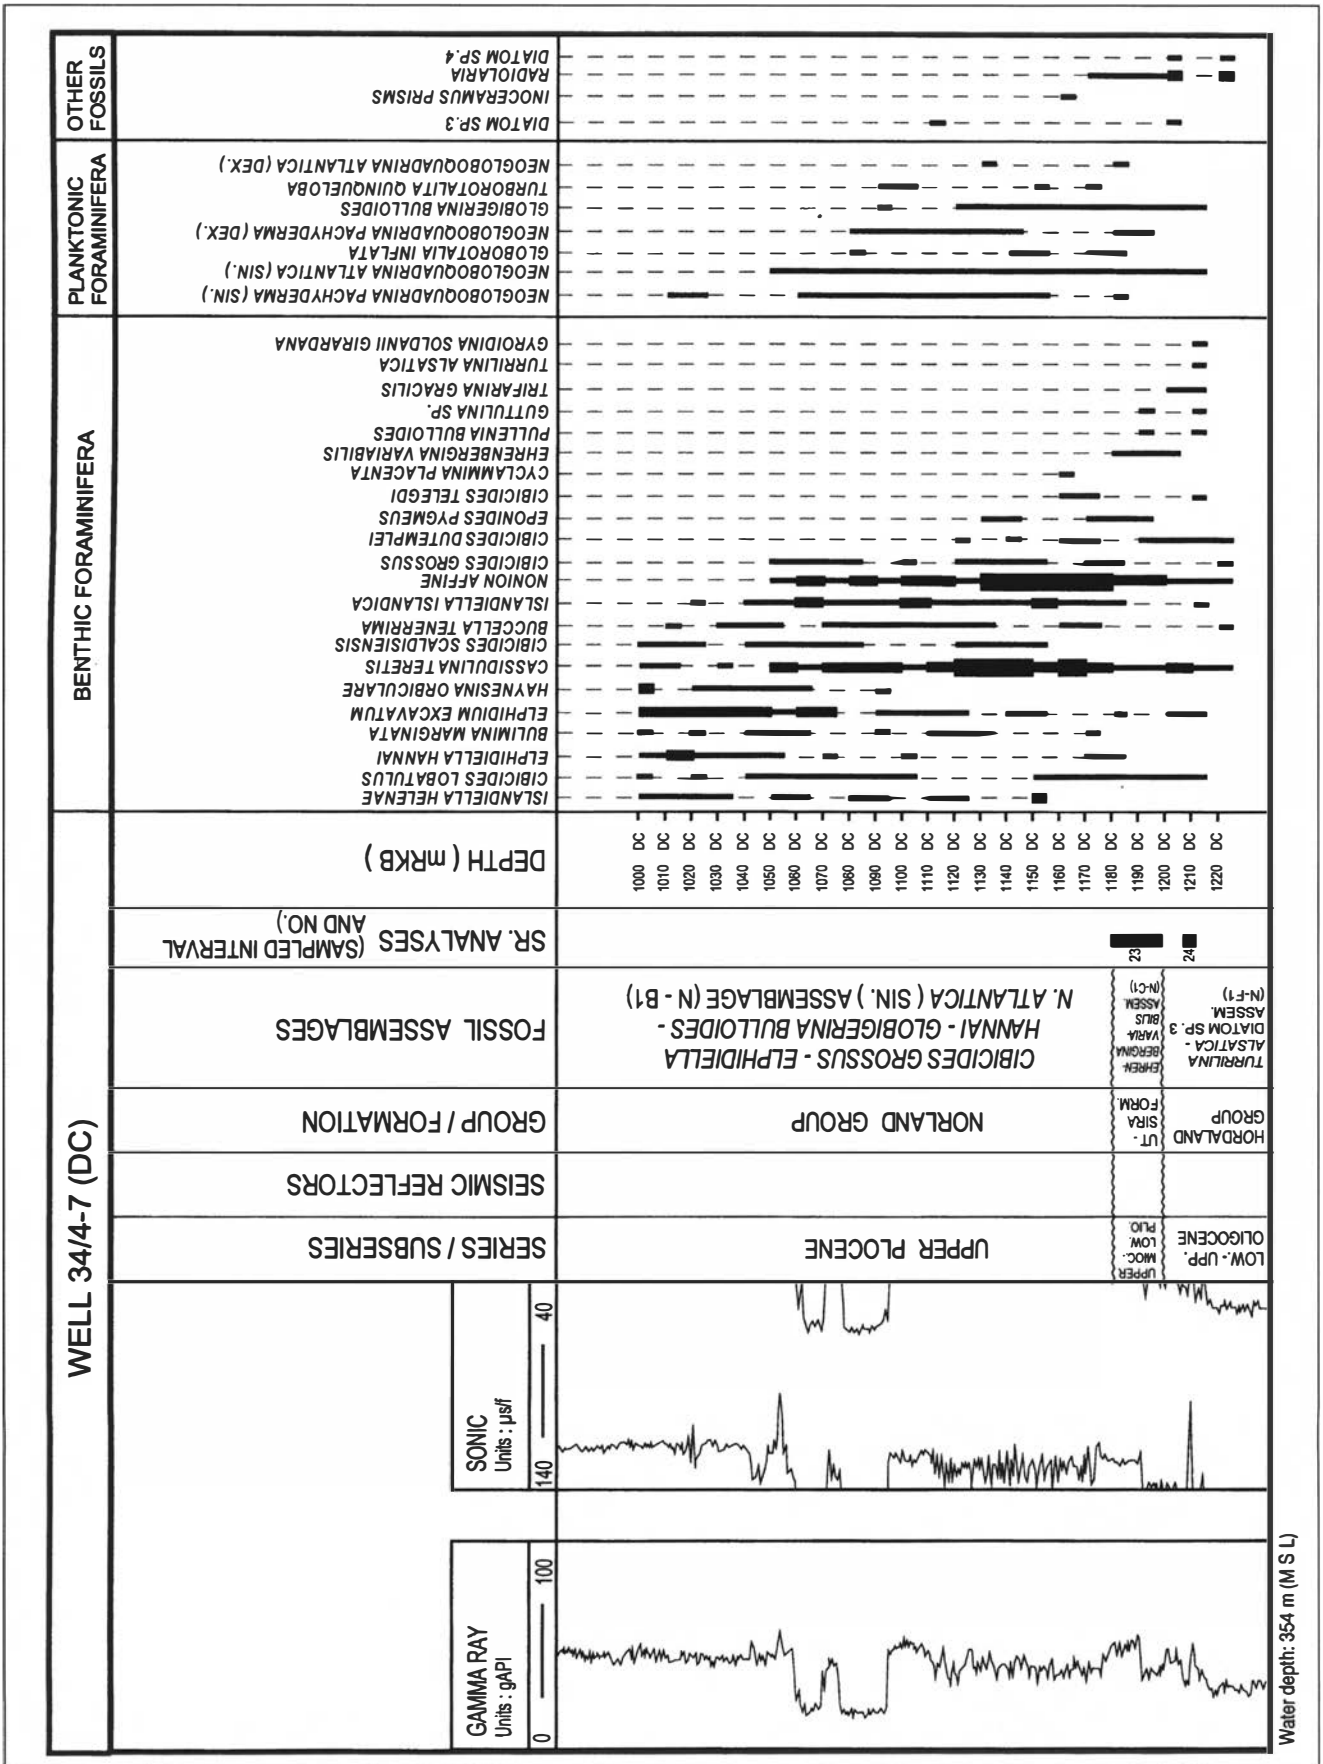 WELL 34/4-7 (DC)
GAMMA RAY
Units : gAPI
0
100
SONIC
Units : µs/f
140
40
SERIES / SUBSERIES
SEISMIC REFLECTORS
GROUP / FORMATION
FOSSIL ASSEMBLAGES
SR. ANALYSES (SAMPLED INTERVAL
AND NO.)
DEPTH ( mRKB )
BENTHIC FORAMINIFERA
PLANKTONIC
FORAMINIFERA
OTHER
FOSSILS
UPPER PLOCENE
UPPER
MIOC.-
LOW.
PLIO.
LOW.- UPP.
OLIGOCENE
NORLAND GROUP
UT -
SIRA
FORM.
HORDALAND
GROUP
CIBICIDES GROSSUS - ELPHIDIELLA
HANNAI - GLOBIGERINA BULLOIDES -
N. ATLANTICA ( SIN. ) ASSEMBLAGE (N - B1)
EHREN-
BERGINA
VARIA-
BILIS
ASSEM.
(N-C1)
TURRILINA
ALSATICA -
DIATOM SP. 3
ASSEM.
(N-F1)
23
24
1000 DC
1010 DC
1020 DC
1030 DC
1040 DC
1050 DC
1060 DC
1070 DC
1080 DC
1090 DC
1100 DC
1110 DC
1120 DC
1130 DC
1140 DC
1150 DC
1160 DC
1170 DC
1180 DC
1190 DC
1200 DC
1210 DC
1220 DC
ISLANDIELLA HELENAE
CIBICIDES LOBATULUS
ELPHIDIELLA HANNAI
BULIMINA MARGINATA
ELPHIDIUM EXCAVATUM
HAYNESINA ORBICULARE
CASSIDULINA TERETIS
CIBICIDES SCALDISIENSIS
BUCCELLA TENERRIMA
ISLANDIELLA ISLANDICA
NONION AFFINE
CIBICIDES GROSSUS
CIBICIDES DUTEMPLEI
EPONIDES PYGMEUS
CIBICIDES TELEGDI
CYCLAMMINA PLACENTA
EHRENBERGINA VARIABILIS
PULLENIA BULLOIDES
GUTTULINA SP.
TRIFARINA GRACILIS
TURRILINA ALSATICA
GYROIDINA SOLDANII GIRARDANA
NEOGLOBOQUADRINA PACHYDERMA (SIN.)
NEOGLOBOQUADRINA ATLANTICA (SIN.)
GLOBOROTALIA INFLATA
NEOGLOBOQUADRINA PACHYDERMA (DEX.)
GLOBIGERINA BULLOIDES
TURBOROTALITA QUINQUELOBA
NEOGLOBOQUADRINA ATLANTICA (DEX.)
DIATOM SP.3
INOCERAMUS PRISMS
RADIOLARIA
DIATOM SP.4
Water depth: 354 m (M S L)